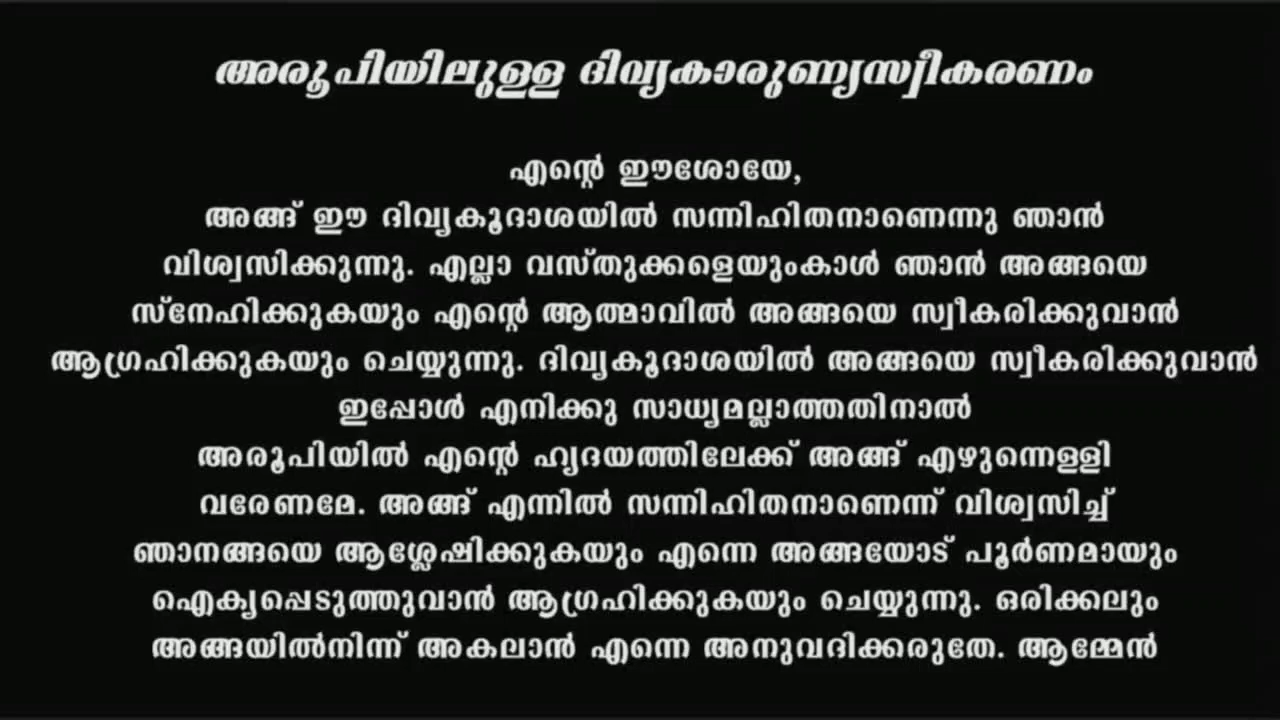 അരൂപിയിലുള്ള ദിവ്യകാരുണ്യസ്വീകരണം
എന്റെ ഈശോയേ,
അങ്ങ് ഈ ദിവ്യകൂദാശയിൽ സന്നിഹിതനാണെന്നു ഞാൻ
വിശ്വസിക്കുന്നു. എല്ലാ വസ്തുക്കളെയുംകാൾ ഞാൻ അങ്ങയെ
സ്നേഹിക്കുകയും എന്റെ ആത്മാവിൽ അങ്ങയെ സ്വീകരിക്കുവാൻ
ആഗ്രഹിക്കുകയും ചെയ്യുന്നു. ദിവ്യകൂദാശയിൽ അങ്ങയെ സ്വീകരിക്കുവാൻ
ഇപ്പോൾ എനിക്കു സാധ്യമല്ലാത്തതിനാൽ
അരൂപിയിൽ എന്റെ ഹൃദയത്തിലേക്ക് അങ്ങ് എഴുന്നെള്ളി
വരേണമേ. അങ്ങ് എന്നിൽ സന്നിഹിതനാണെന്ന് വിശ്വസിച്ച്
ഞാനങ്ങയെ ആശ്ലേഷിക്കുകയും എന്നെ അങ്ങയോട് പൂർണമായും
ഐക്യപ്പെടുത്തുവാൻ ആഗ്രഹിക്കുകയും ചെയ്യുന്നു. ഒരിക്കലും
അങ്ങയിൽനിന്ന് അകലാൻ എന്നെ അനുവദിക്കരുതേ. ആമ്മേൻ